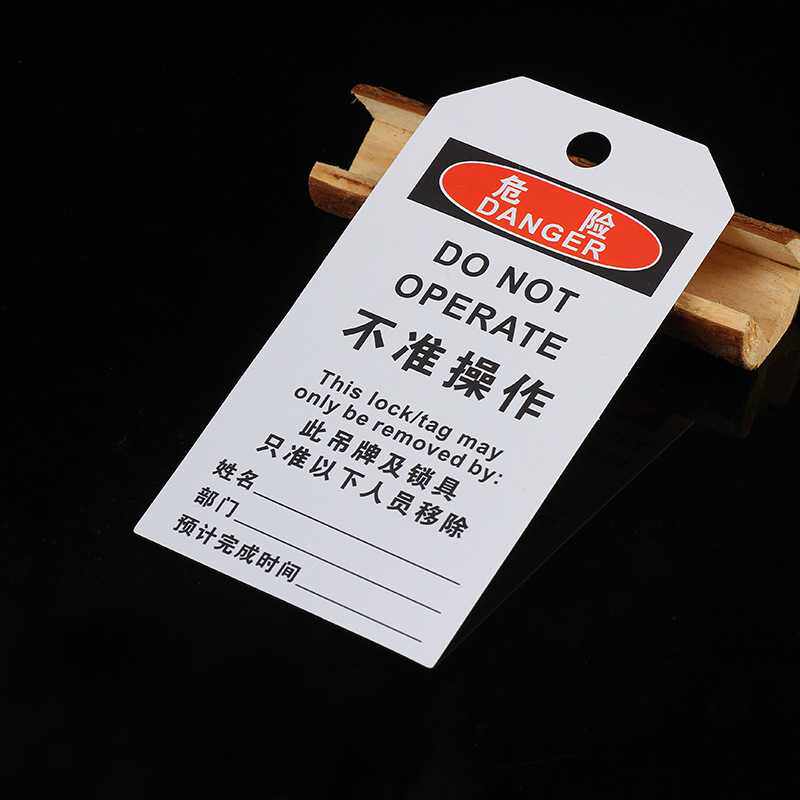 危险
DANGER
DO NOT
OPERATE
不准操作
This lock/tag may
only be removed by:
此吊牌及锁具
只准以下人员移除
姓名
部门
预计完成时间